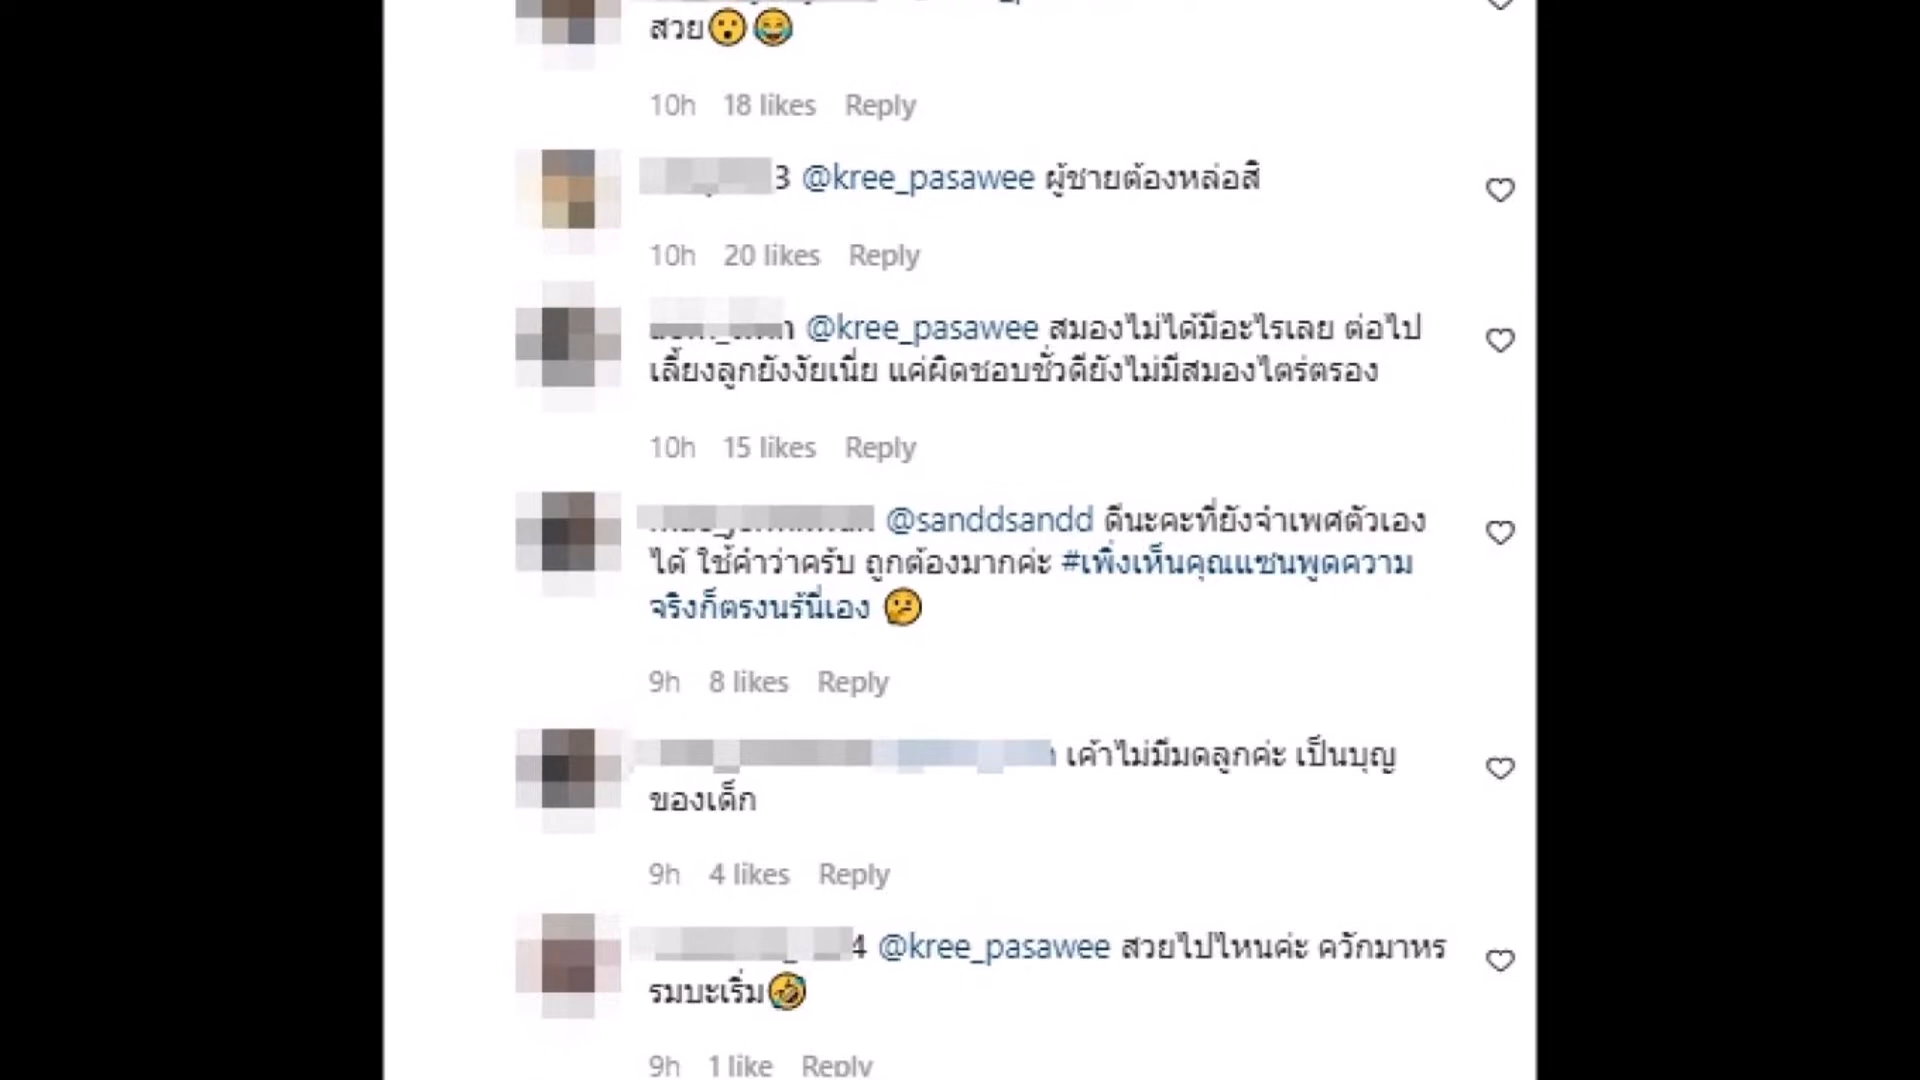 สวย😮😂
10h 18 likes Reply
3 @kree_pasawee ผู้ชายต้องหล่อสิ
10h 20 likes Reply
@kree_pasawee สมองไม่ได้มีอะไรเลย ต่อไป
เลี้ยงลูกยังงัยเนี่ย แค่ผิดชอบชั่วดียังไม่มีสมองไตร่ตรอง
10h 15 likes Reply
@sanddsandd ดีนะคะที่ยังจำเพศตัวเอง
ได้ ใช้คำว่าครับ ถูกต้องมากค่ะ #เพิ่งเห็นคุณแซนพูดความ
จริงก็ตรงนร้นี่เอง 🤔
9h 8 likes Reply
เค้าไม่มีมดลูกค่ะ เป็นบุญ
ของเด็ก
9h 4 likes Reply
4 @kree_pasawee สวยไปไหนค่ะ ควักมาหร
รมบะเริ่ม🤣
9h 1 like Reply